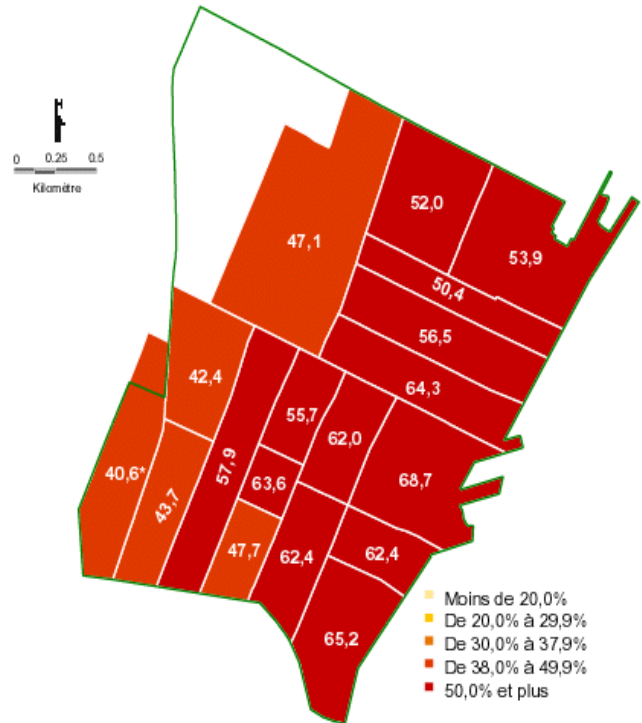 0 0.25 0.5
Kilomètre
52,0
53,9
47,1
50,4
56,5
64,3
42,4
55,7
62,0
57,9
63,6
68,7
40,6*
43,7
47,7
62,4
62,4
65,2
Moins de 20,0%
De 20,0% à 29,9%
De 30,0% à 37,9%
De 38,0% à 49,9%
50,0% et plus